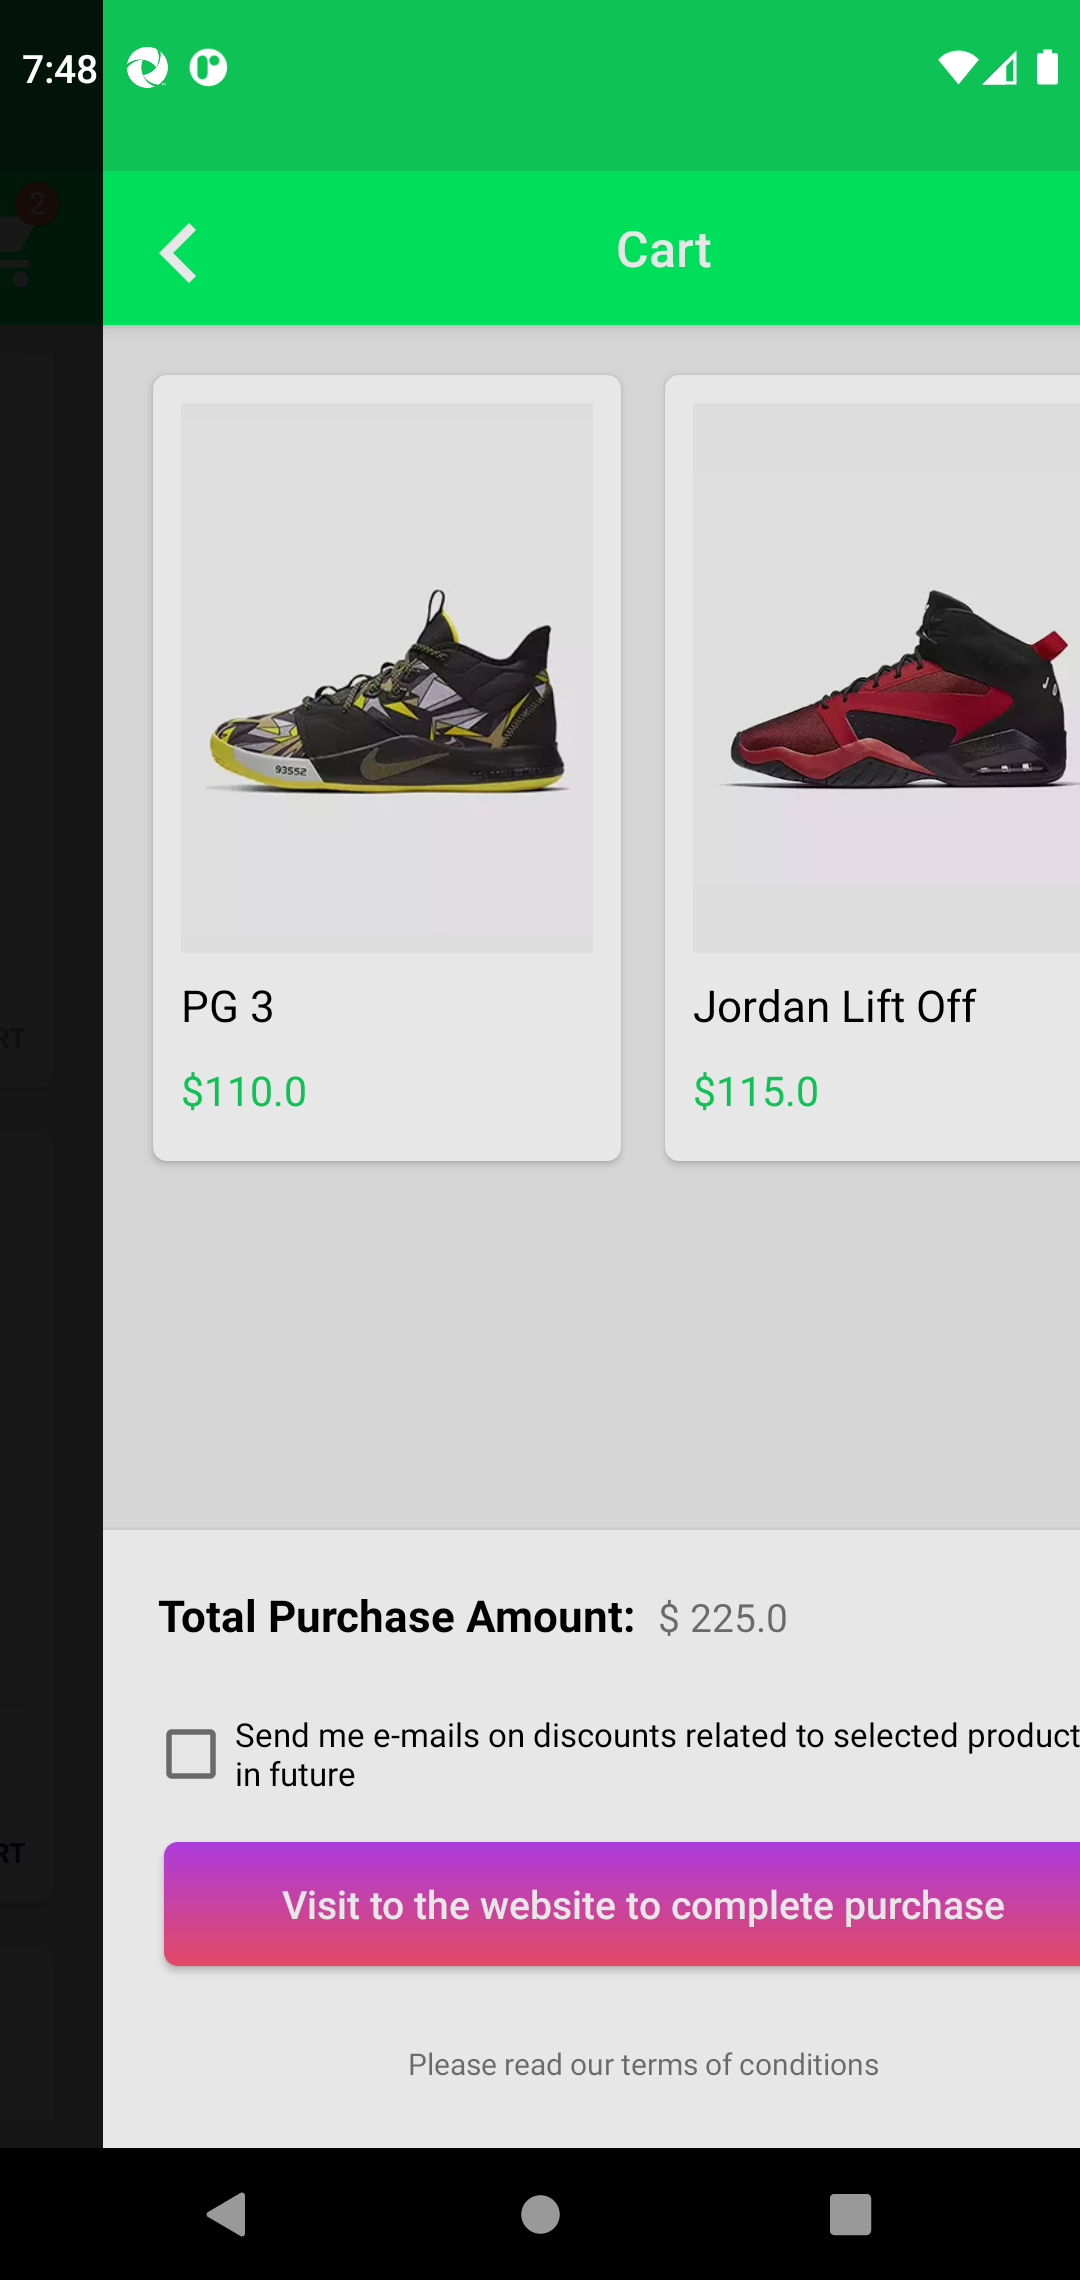 7:48
2
Cart
93552
PG 3
Jordan Lift Off
$110.0
$115.0
RT
Total Purchase Amount: $ 225.0
Send me e-mails on discounts related to selected product
in future
RT
Visit to the website to complete purchase
Please read our terms of conditions